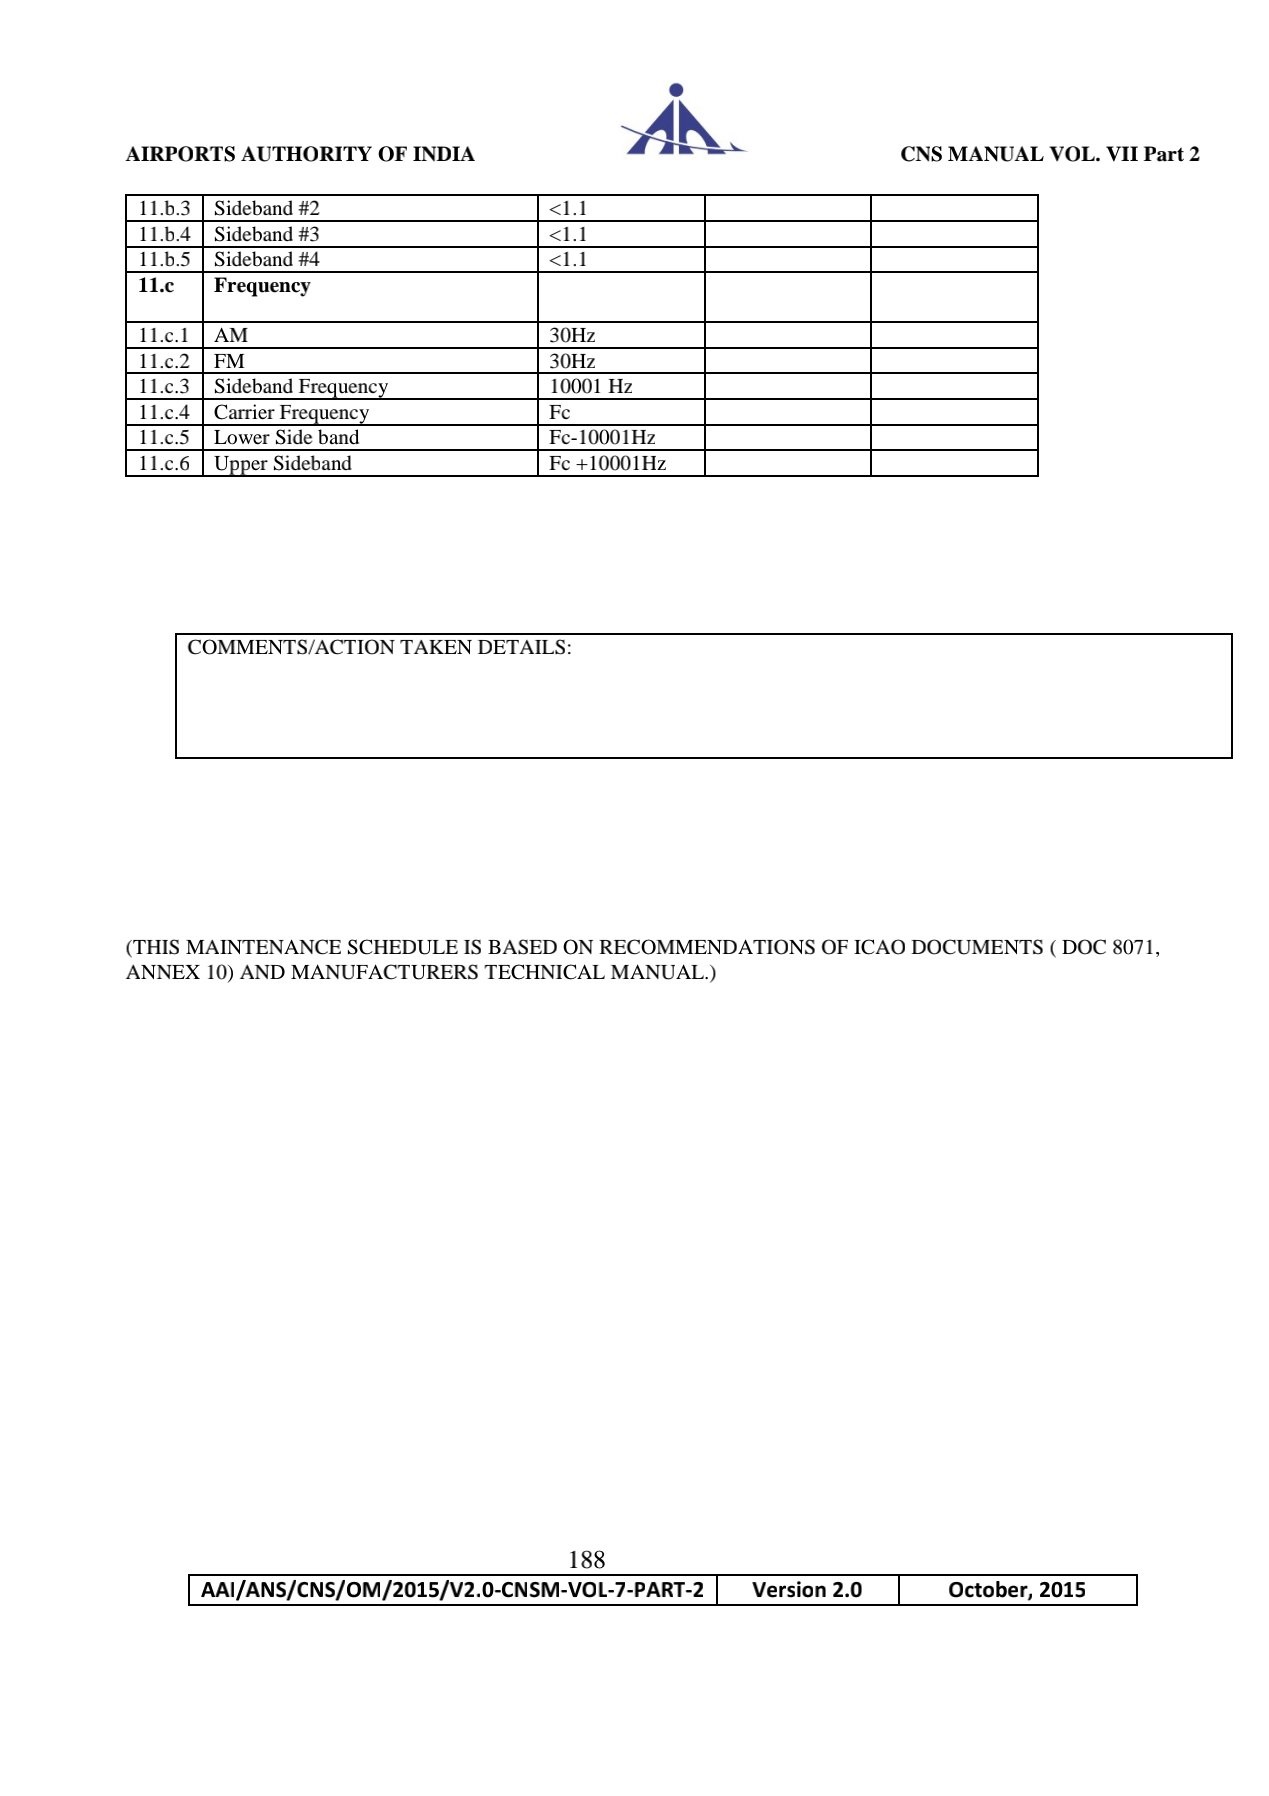 AIRPORTS AUTHORITY OF INDIA CNS MANUAL VOL. VII Part 2
11.b.3 Sideband #2 <1.1
11.b.4 Sideband #3 <1.1
11.b.5 Sideband #4 <1.1
11.c Frequency
11.c.1 AM 30Hz
11.c.2 FM 30Hz
11.c.3 Sideband Frequency 10001 Hz
11.c.4 Carrier Frequency Fc
11.c.5 Lower Side band Fc-10001Hz
11.c.6 Upper Sideband Fc +10001Hz
COMMENTS/ACTION TAKEN DETAILS:
(THIS MAINTENANCE SCHEDULE IS BASED ON RECOMMENDATIONS OF ICAO DOCUMENTS ( DOC 8071,
ANNEX 10) AND MANUFACTURERS TECHNICAL MANUAL.)
188
AAI/ANS/CNS/OM/2015/V2.0-CNSM-VOL-7-PART-2 Version 2.0 October, 2015